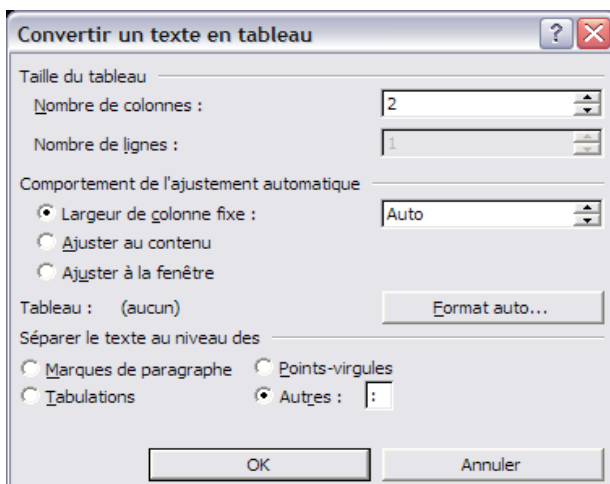 Convertir un texte en tableau
Taille du tableau
Nombre de colonnes : 2
Nombre de lignes : 1
Comportement de l'ajustement automatique
Largeur de colonne fixe : Auto
Ajuster au contenu
Ajuster à la fenêtre
Tableau : (aucun) Format auto...
Séparer le texte au niveau des
Marques de paragraphe Points-virgules
Tabulations Autres : :
OK Annuler